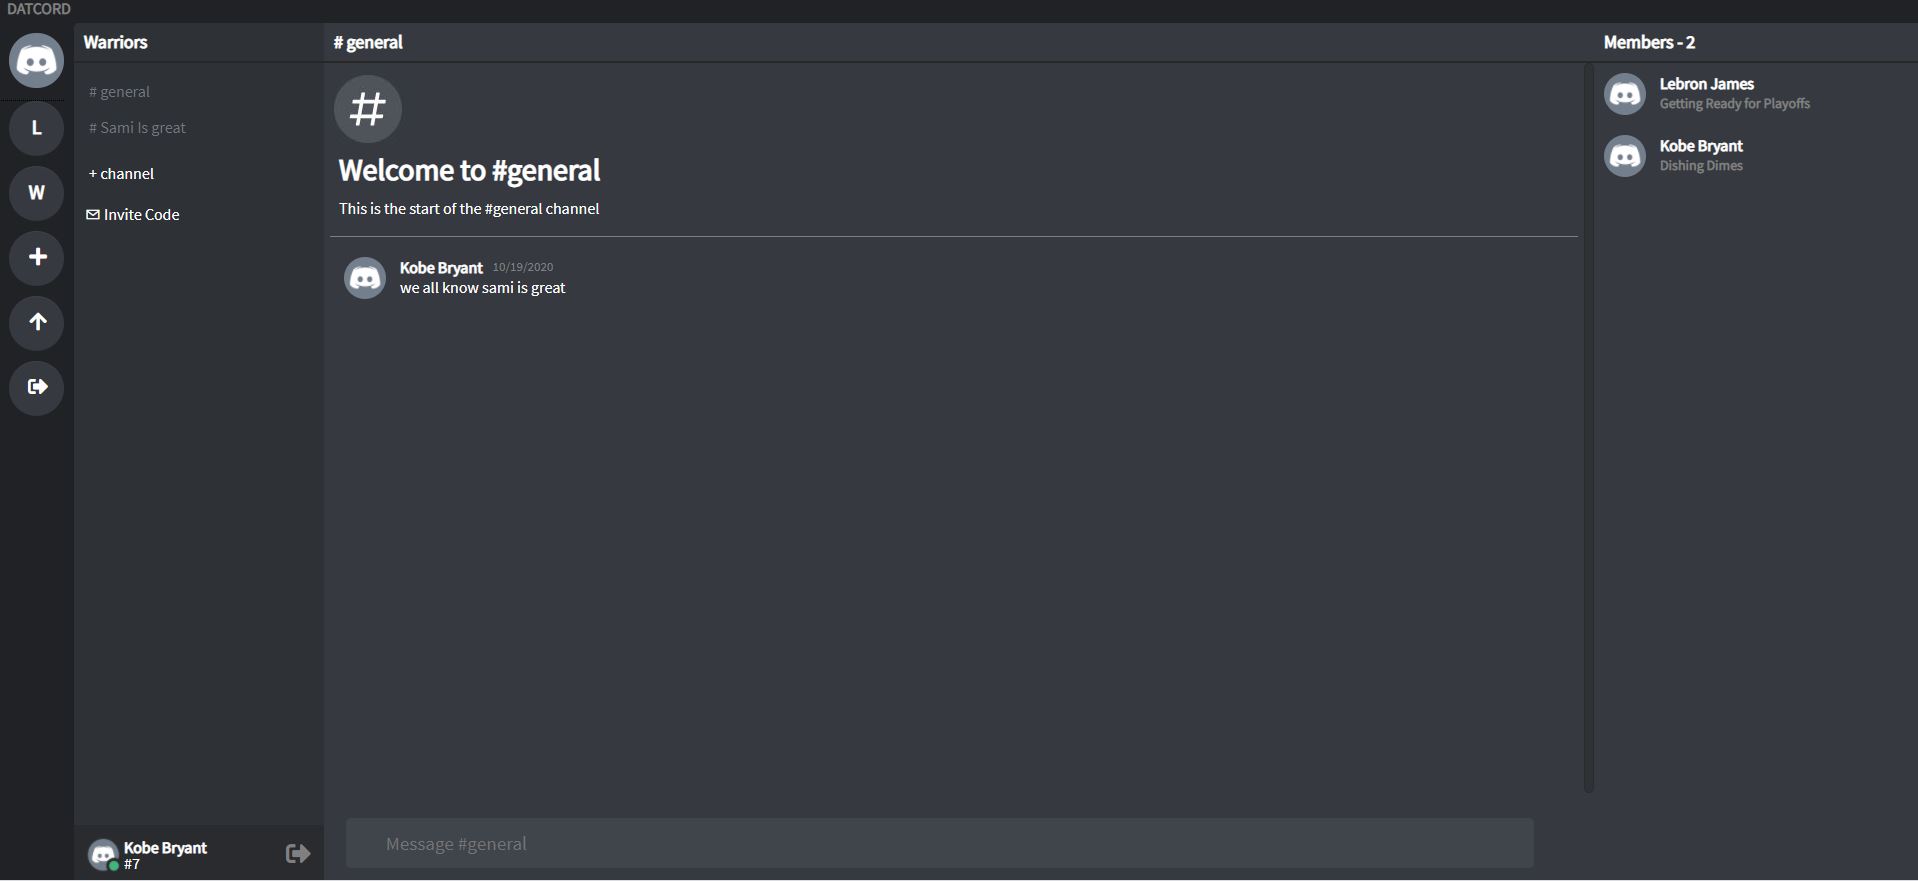 DATCORD
Warriors
# general
Members - 2
L
W
# general
# Sami Is great
+ channel
Invite Code
#
Welcome to #general
This is the start of the #general channel
Kobe Bryant 10/19/2020
we all know sami is great
Lebron James
Getting Ready for Playoffs
Kobe Bryant
Dishing Dimes
Kobe Bryant
#7
Message #general